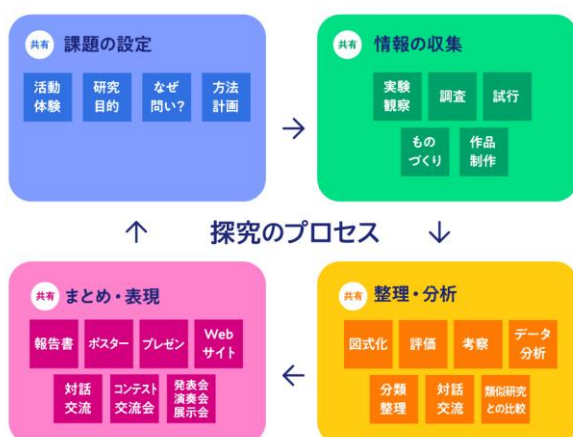 共有 課題の設定
活動
体験
研究
目的
なぜ
問い?
方法
計画
→
共有 情報の収集
実験
観察
調査
試行
もの
づくり
作品
制作
↑ 探究のプロセス ↓
共有 まとめ・表現
報告書
ポスター
プレゼン
Web
サイト
対話
交流
コンテスト
交流会
発表会
演奏会
展示会
←
共有 整理・分析
図式化
評価
考察
データ
分析
分類
整理
対話
交流
類似研究
との比較